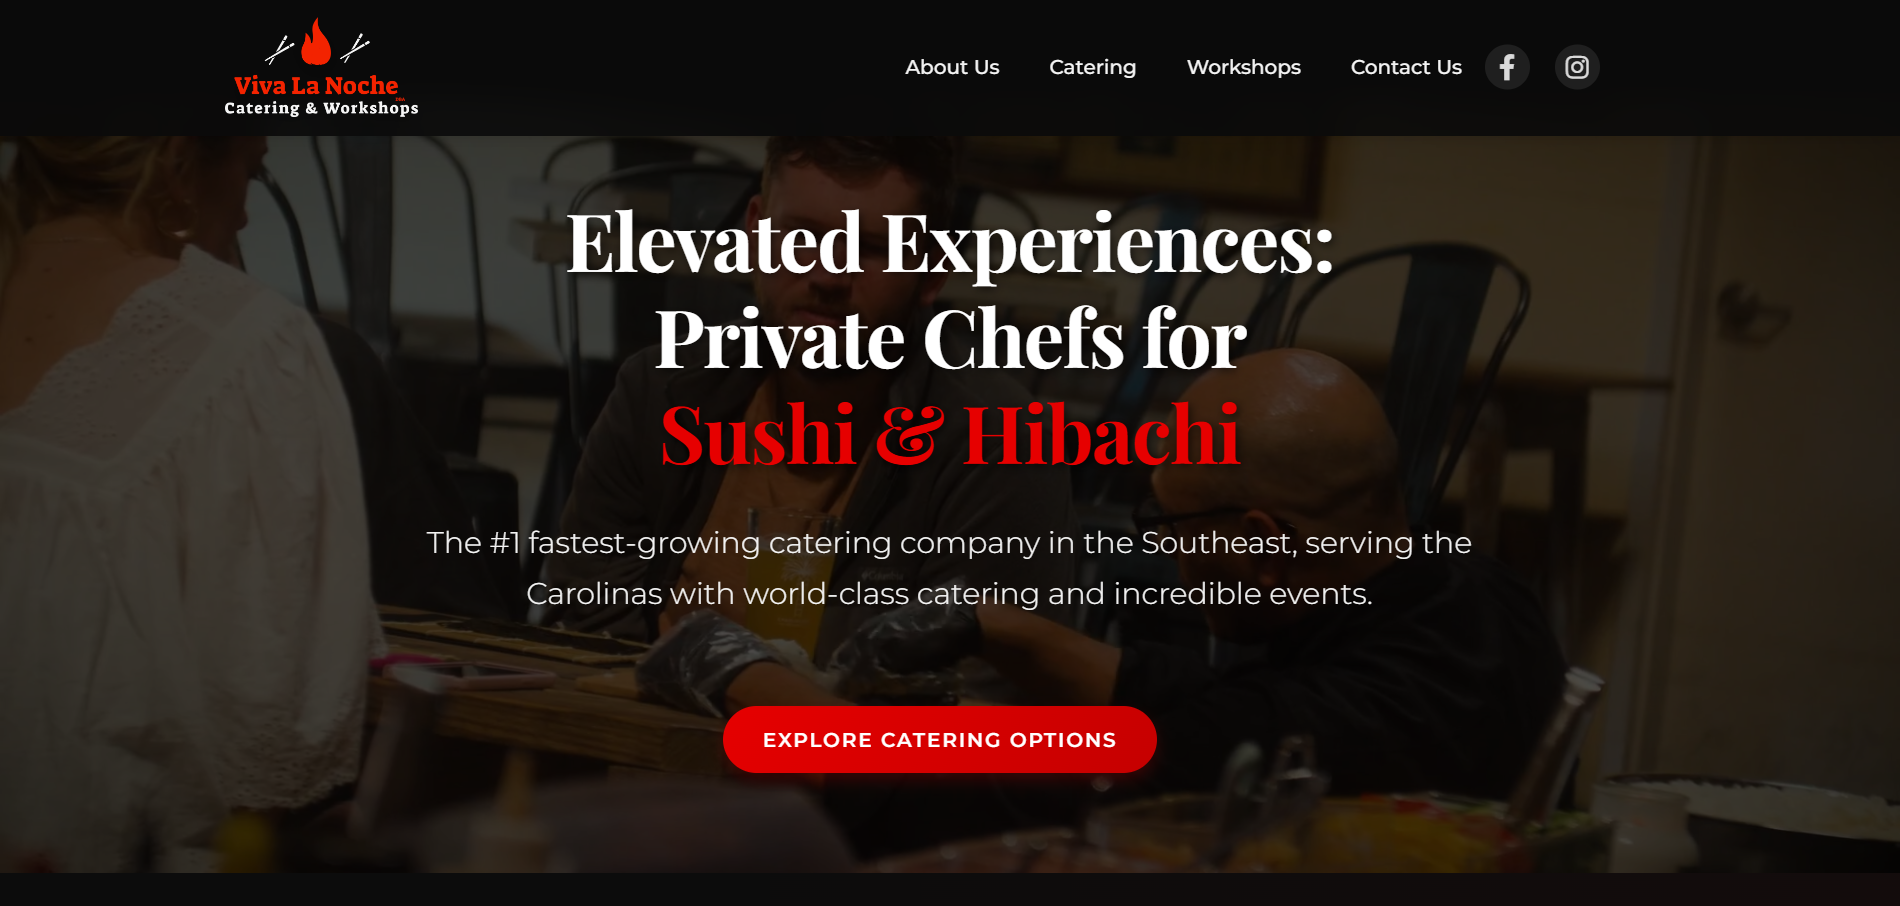 Viva La Noche
Catering & Workshops
About Us
Catering
Workshops
Contact Us
Elevated Experiences:
Private Chefs for
Sushi & Hibachi
The #1 fastest-growing catering company in the Southeast, serving the
Carolinas with world-class catering and incredible events.
EXPLORE CATERING OPTIONS